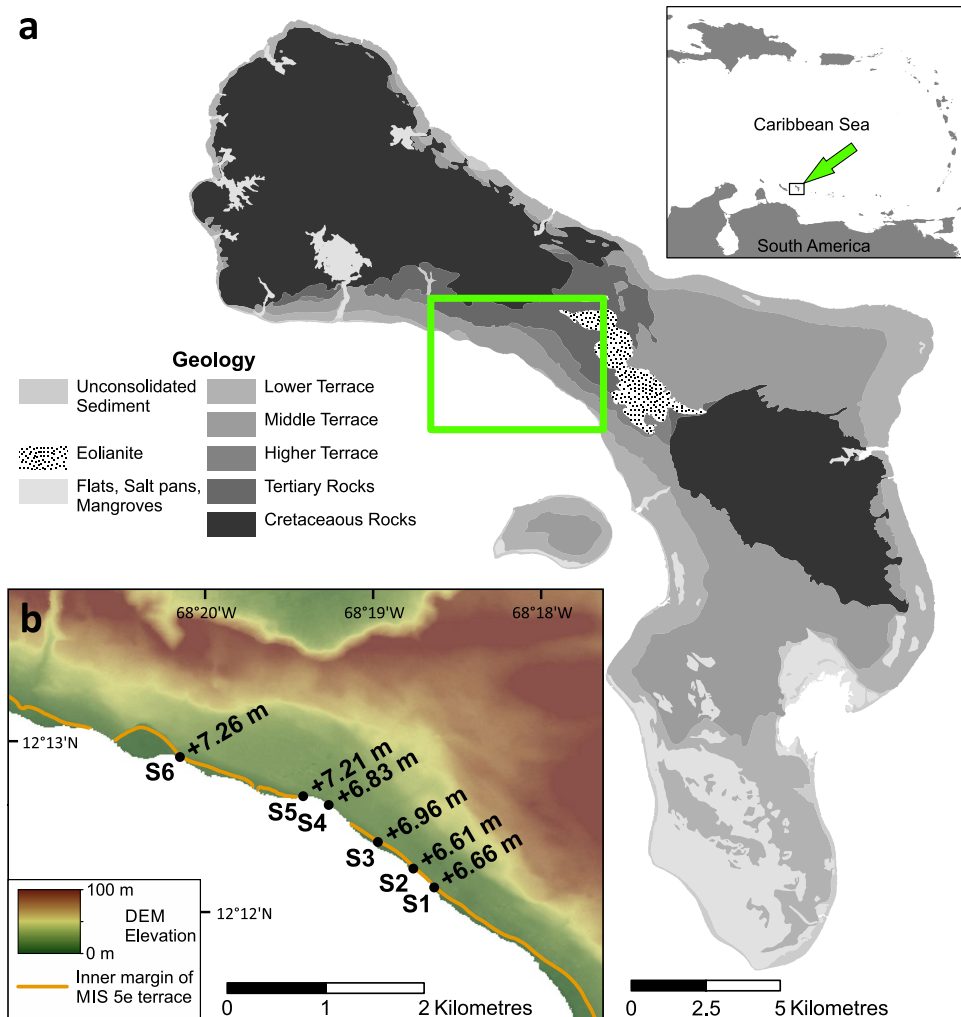 a
Caribbean Sea
South America
Geology
Unconsolidated
Sediment
Eolianite
Flats, Salt pans,
Mangroves
Lower Terrace
Middle Terrace
Higher Terrace
Tertiary Rocks
Cretaceaous Rocks
b
68°20'W
68°19'W
68°18'W
12°13'N
12°12'N
+7.26 m
+7.21 m
+6.83 m
+6.96 m
+6.61 m
+6.66 m
S6
S5
S4
S3
S2
S1
100 m
DEM
Elevation
0 m
Inner margin of
MIS 5e terrace
0 1 2 Kilometres
0 2.5 5 Kilometres